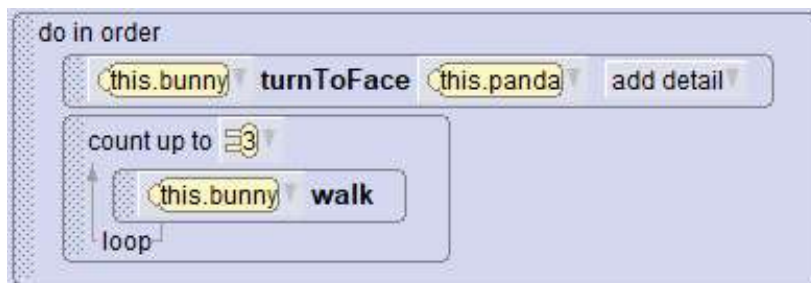 do in order
this.bunny turnToFace this.panda add detail
count up to 3
this.bunny walk
loop